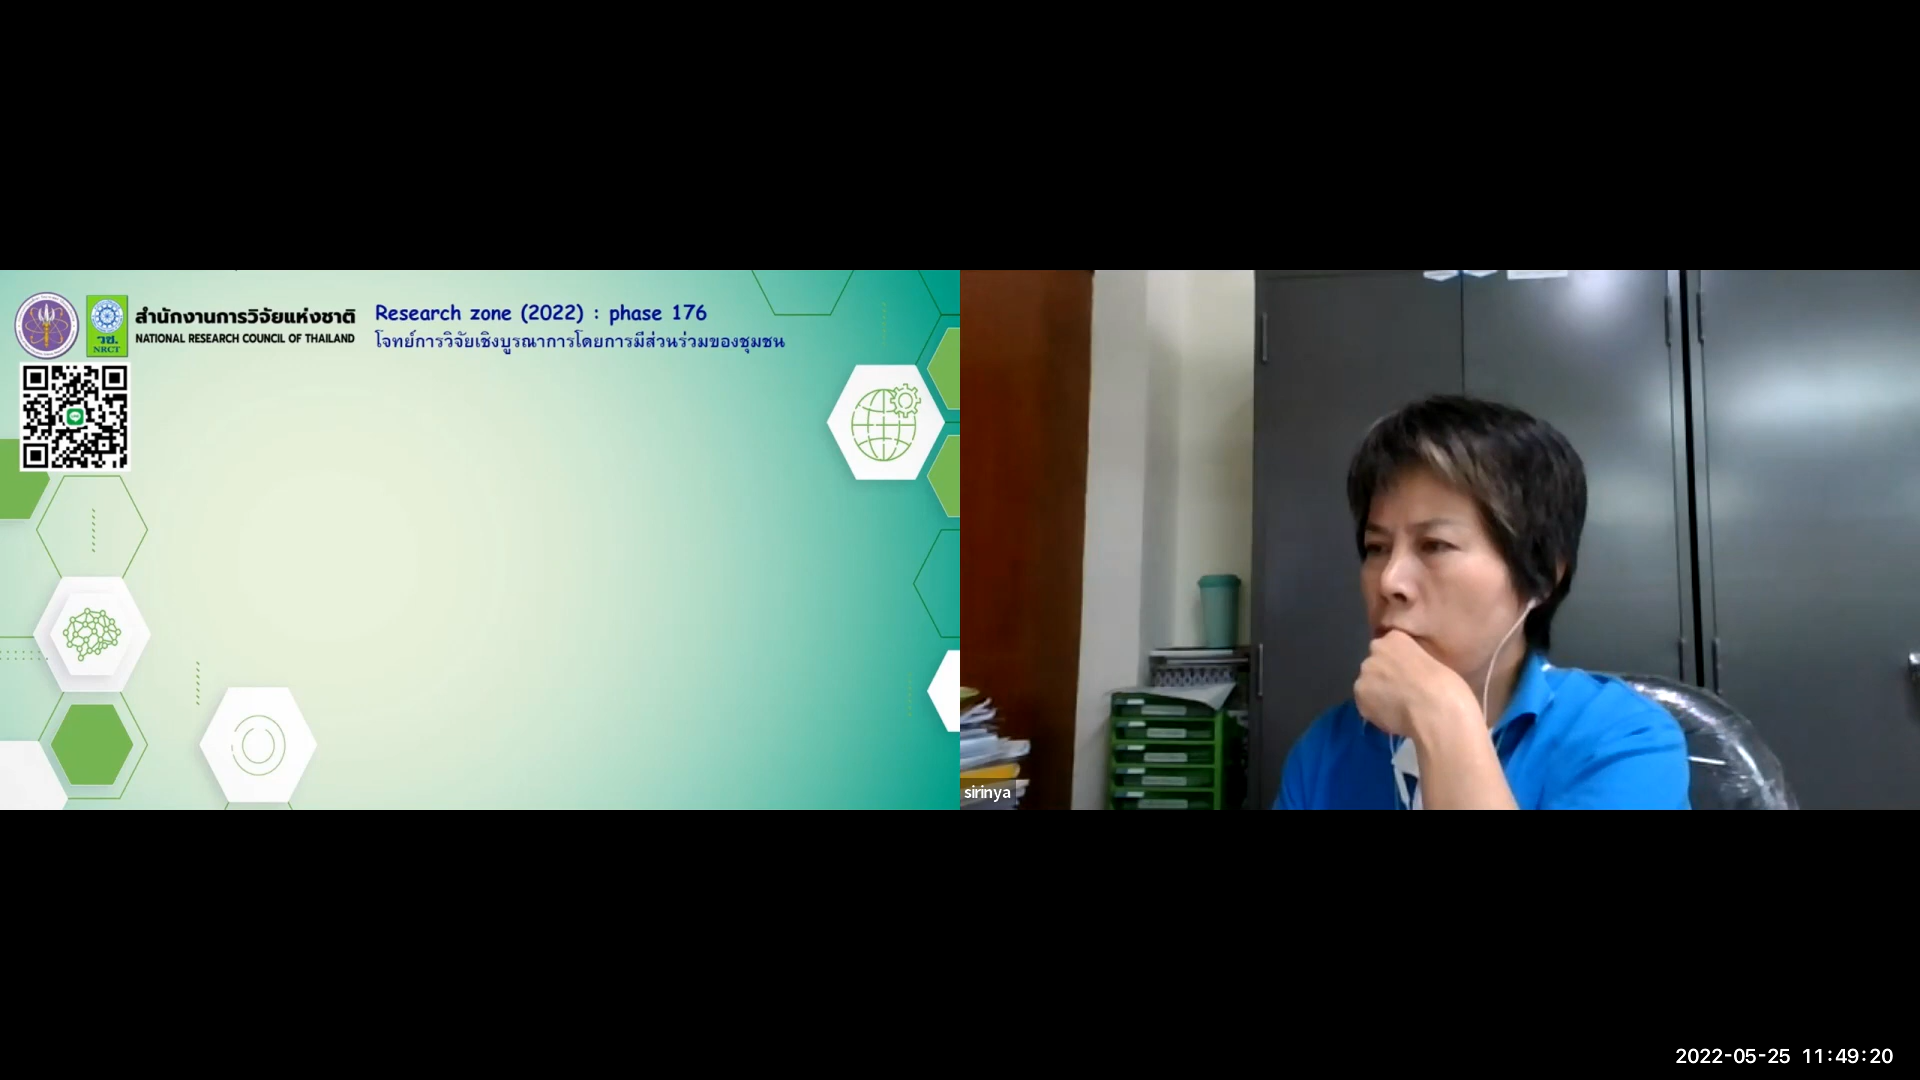 สำนักงานการวิจัยแห่งชาติ
NATIONAL RESEARCH COUNCIL OF THAILAND
วช.
NRCT
Research zone (2022) : phase 176
โจทย์การวิจัยเชิงบูรณาการโดยการมีส่วนร่วมของชุมชน
sirinya
2022-05-25 11:49:20